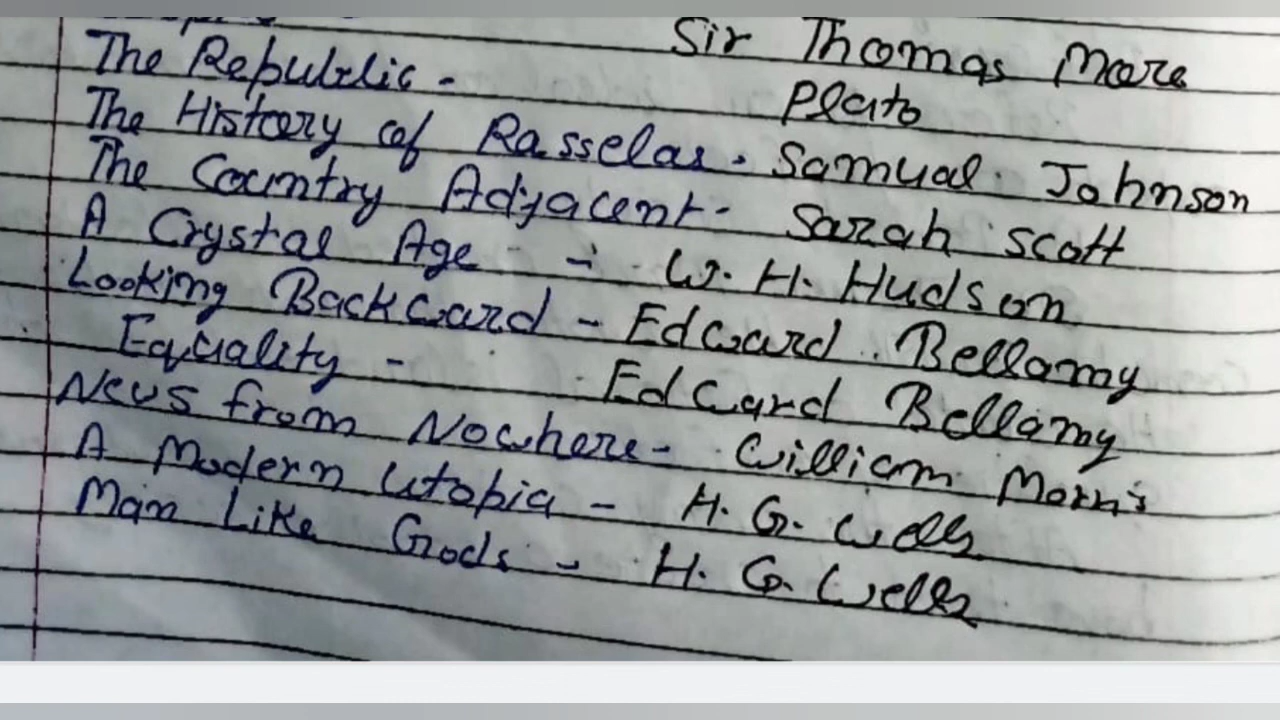 Sir Thomas More
The Republic - Plato
The History of Rasselas. Samual. Johnson
The Country Adjacent - Sarah scott
A Crystal Age - W. H. Hudson
Looking Backward - Edward. Bellamy
Equality - Edward Bellamy
News from Nowhere - William Morris
A Modern Utopia - H. G. Wells
Man Like Gods - H. G. Wells